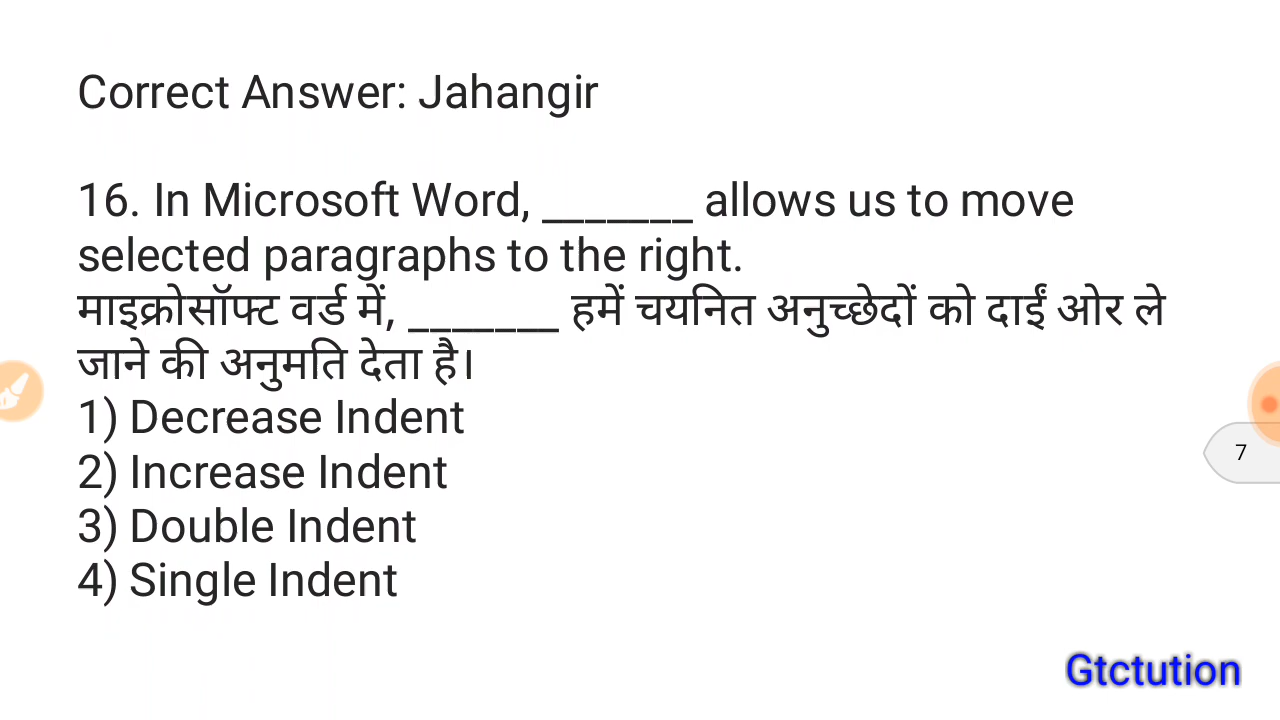 Correct Answer: Jahangir
16. In Microsoft Word, _______ allows us to move
selected paragraphs to the right.
माइक्रोसॉफ्ट वर्ड में, _______ हमें चयनित अनुच्छेदों को दाईं ओर ले
जाने की अनुमति देता है।
1) Decrease Indent
2) Increase Indent
3) Double Indent
4) Single Indent
7
Gtctution